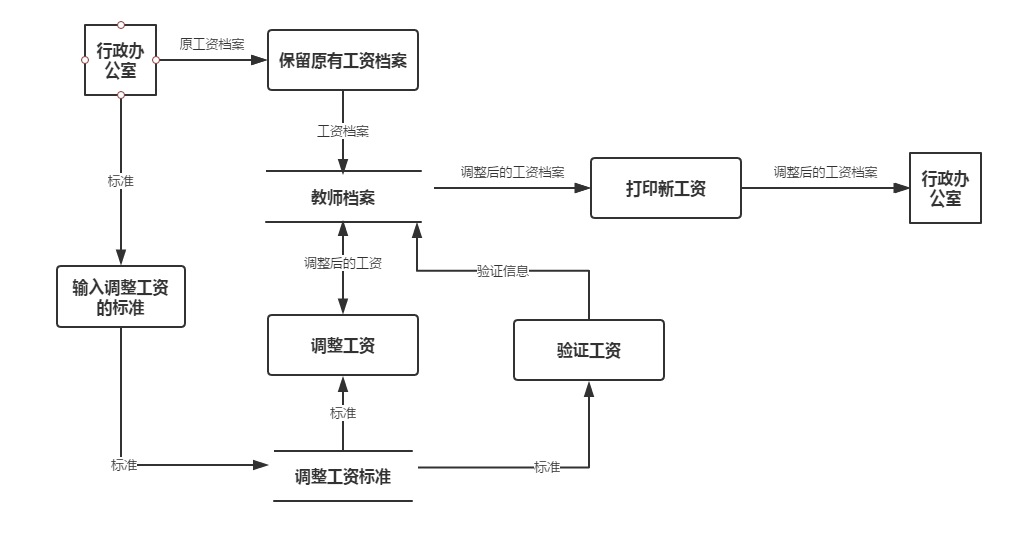 行政办
公室
原工资档案
保留原有工资档案
工资档案
标准
教师档案
调整后的工资档案
打印新工资
调整后的工资档案
行政办
公室
调整后的工资
验证信息
输入调整工资
的标准
调整工资
验证工资
标准
标准
调整工资标准
标准